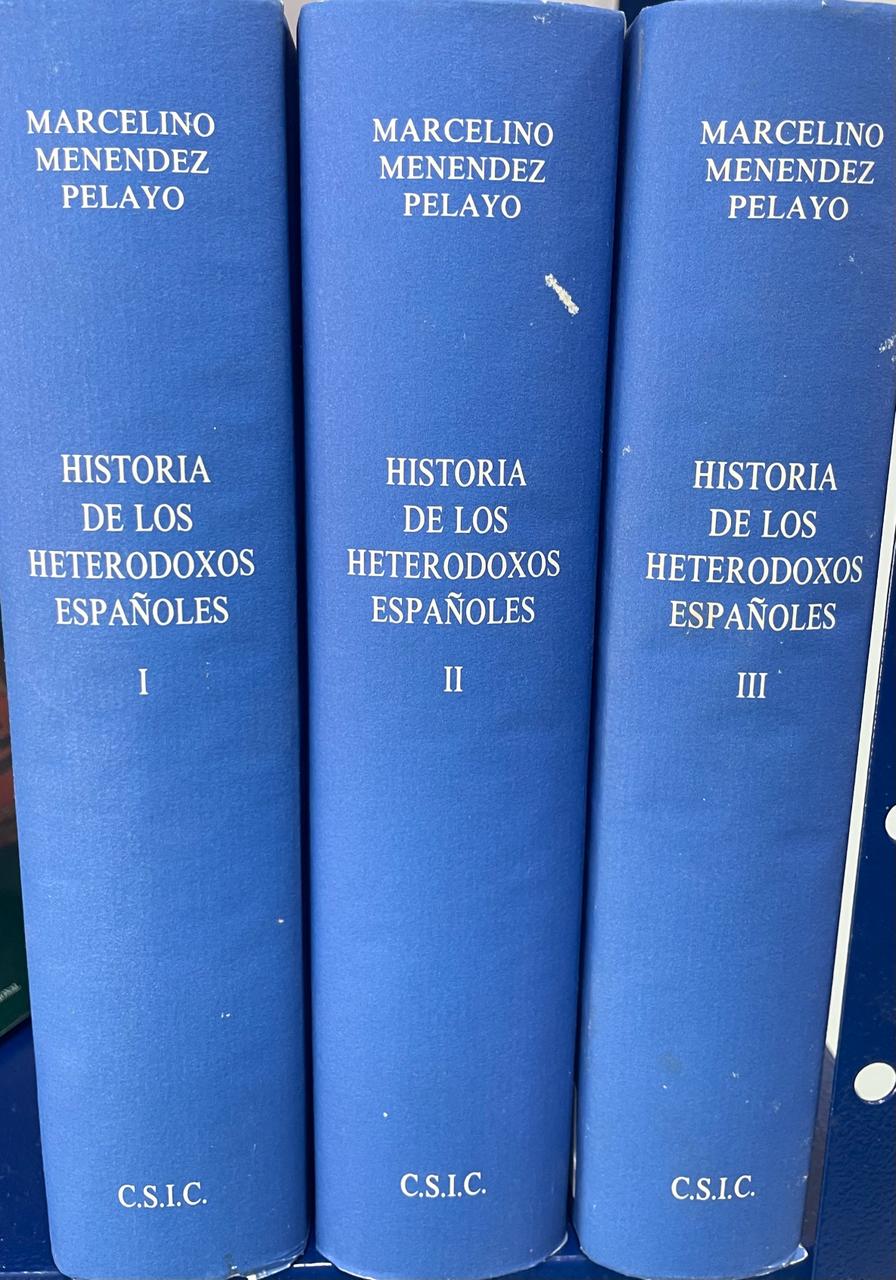 MARCELINO
MENENDEZ
PELAYO
HISTORIA
DE LOS
HETERODOXOS
ESPAÑOLES
I
C.S.I.C.
MARCELINO
MENENDEZ
PELAYO
HISTORIA
DE LOS
HETERODOXOS
ESPAÑOLES
II
C.S.I.C.
MARCELINO
MENENDEZ
PELAYO
HISTORIA
DE LOS
HETERODOXOS
ESPAÑOLES
III
C.S.I.C.